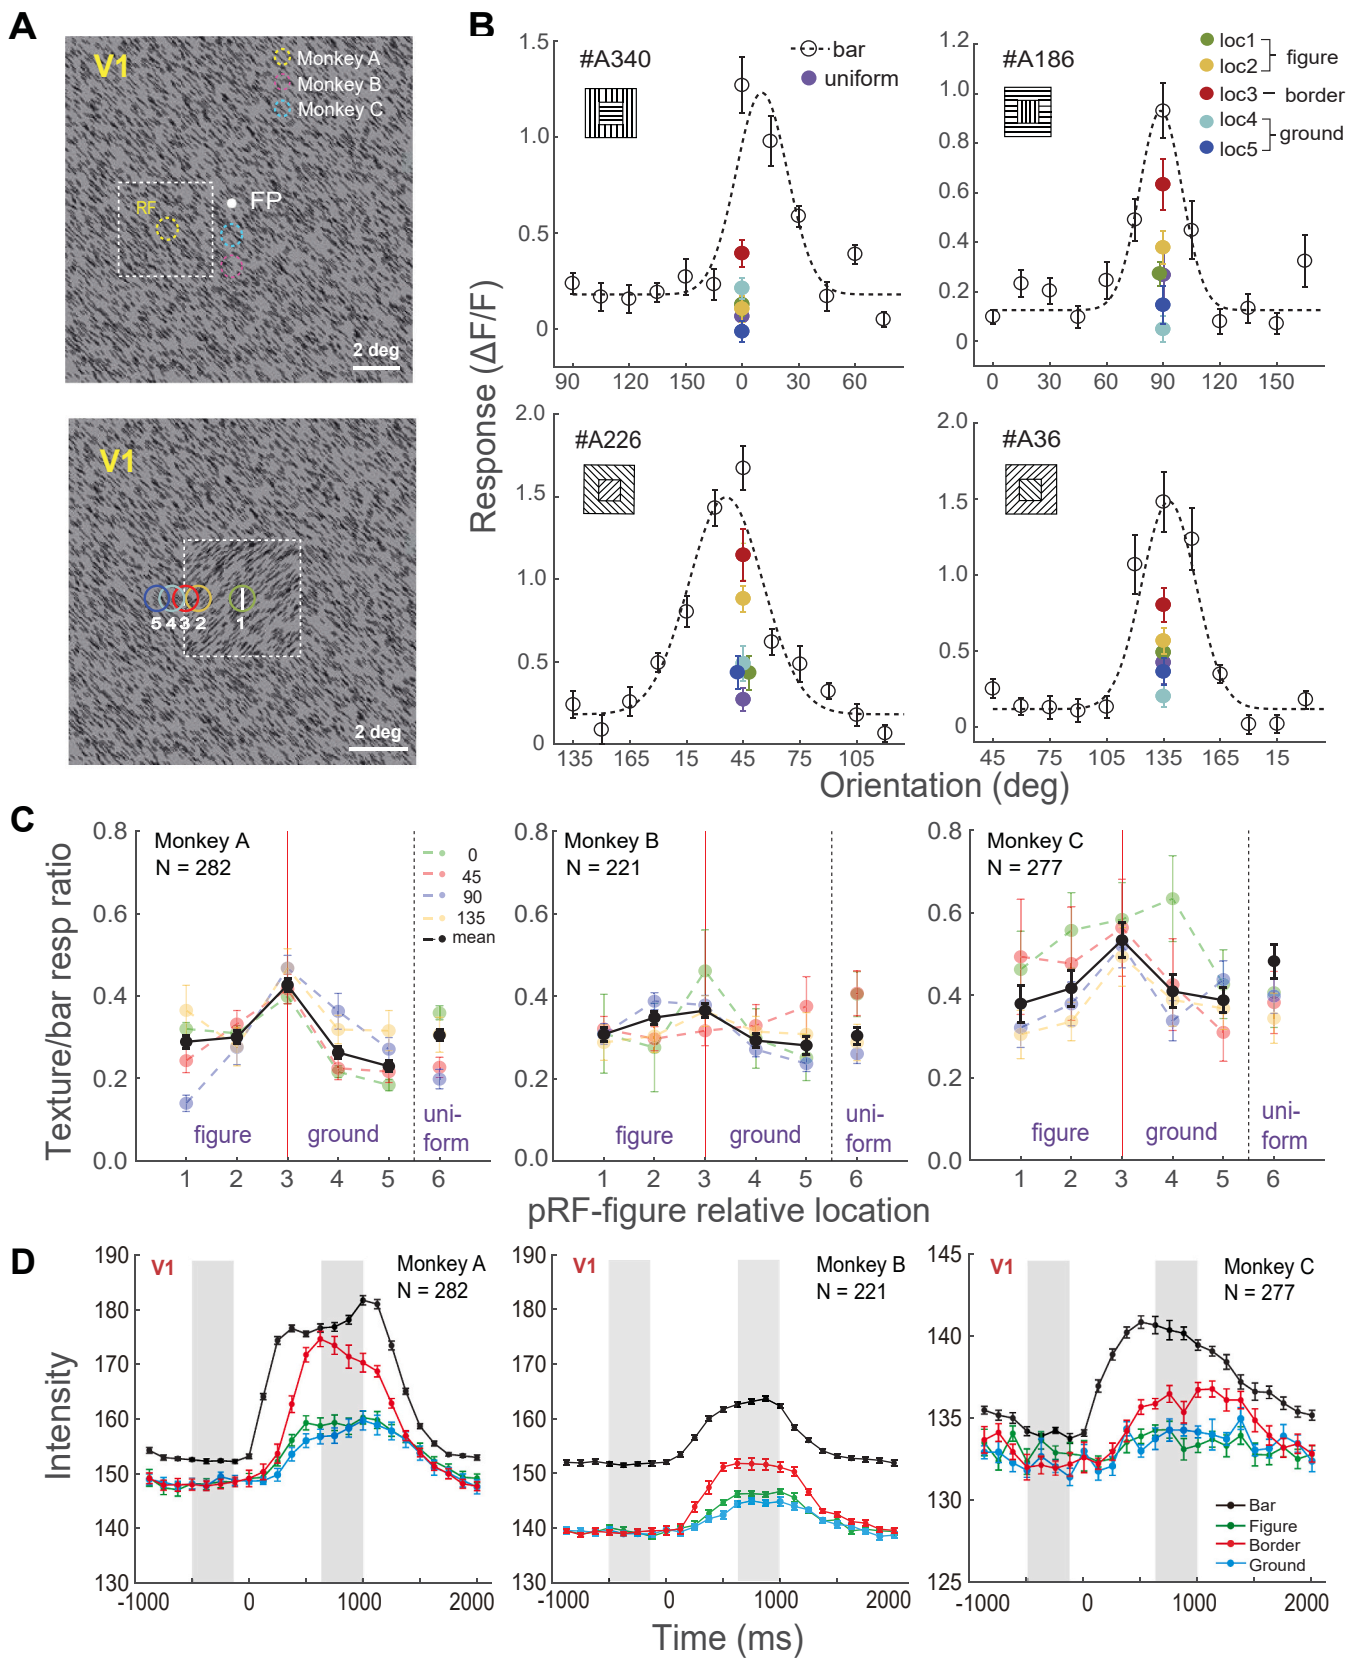 A
V1
Monkey A
Monkey B
Monkey C
RF
FP
2 deg
V1
5 4 3 2 1
2 deg
B
Response (ΔF/F)
#A340
bar
uniform
1.5
1.0
0.5
0
90 120 150 0 30 60
#A186
loc1
loc2
figure
loc3
border
loc4
loc5
ground
1.2
1.0
0.8
0.6
0.4
0.2
0
0 30 60 90 120 150
#A226
2.0
1.5
1.0
0.5
0
135 165 15 45 75 105
#A36
2.0
1.5
1.0
0.5
0
45 75 105 135 165 15
Orientation (deg)
C
Texture/bar resp ratio
Monkey A
N = 282
0
45
90
135
mean
0.8
0.6
0.4
0.2
0.0
figure
ground
uni-
form
1 2 3 4 5 6
Monkey B
N = 221
0.8
0.6
0.4
0.2
0.0
figure
ground
uni-
form
1 2 3 4 5 6
Monkey C
N = 277
0.8
0.6
0.4
0.2
0.0
figure
ground
uni-
form
1 2 3 4 5 6
pRF-figure relative location
D
Intensity
V1
Monkey A
N = 282
190
180
170
160
150
140
130
-1000 0 1000 2000
V1
Monkey B
N = 221
190
180
170
160
150
140
130
-1000 0 1000 2000
V1
Monkey C
N = 277
145
140
135
130
125
Bar
Figure
Border
Ground
-1000 0 1000 2000
Time (ms)